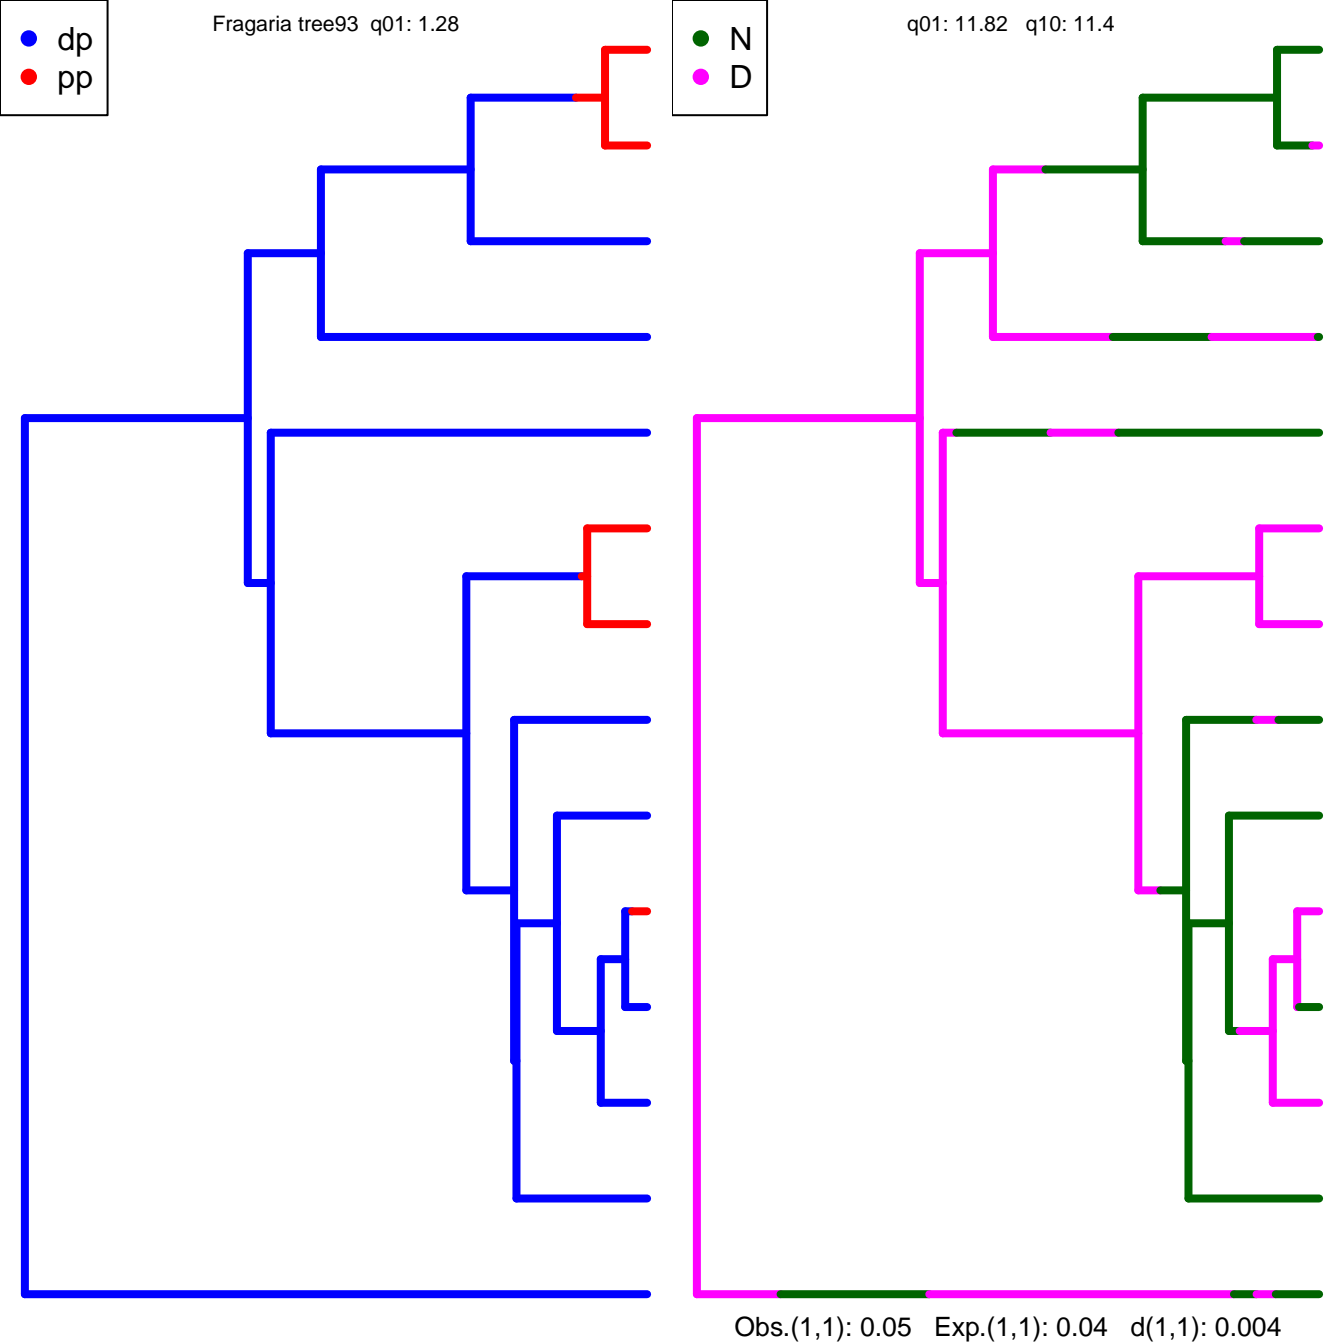 Fragaria tree93  q01: 1.28
dp
pp
q01: 11.82   q10: 11.4
N
D
Obs.(1,1): 0.05   Exp.(1,1): 0.04   d(1,1): 0.004